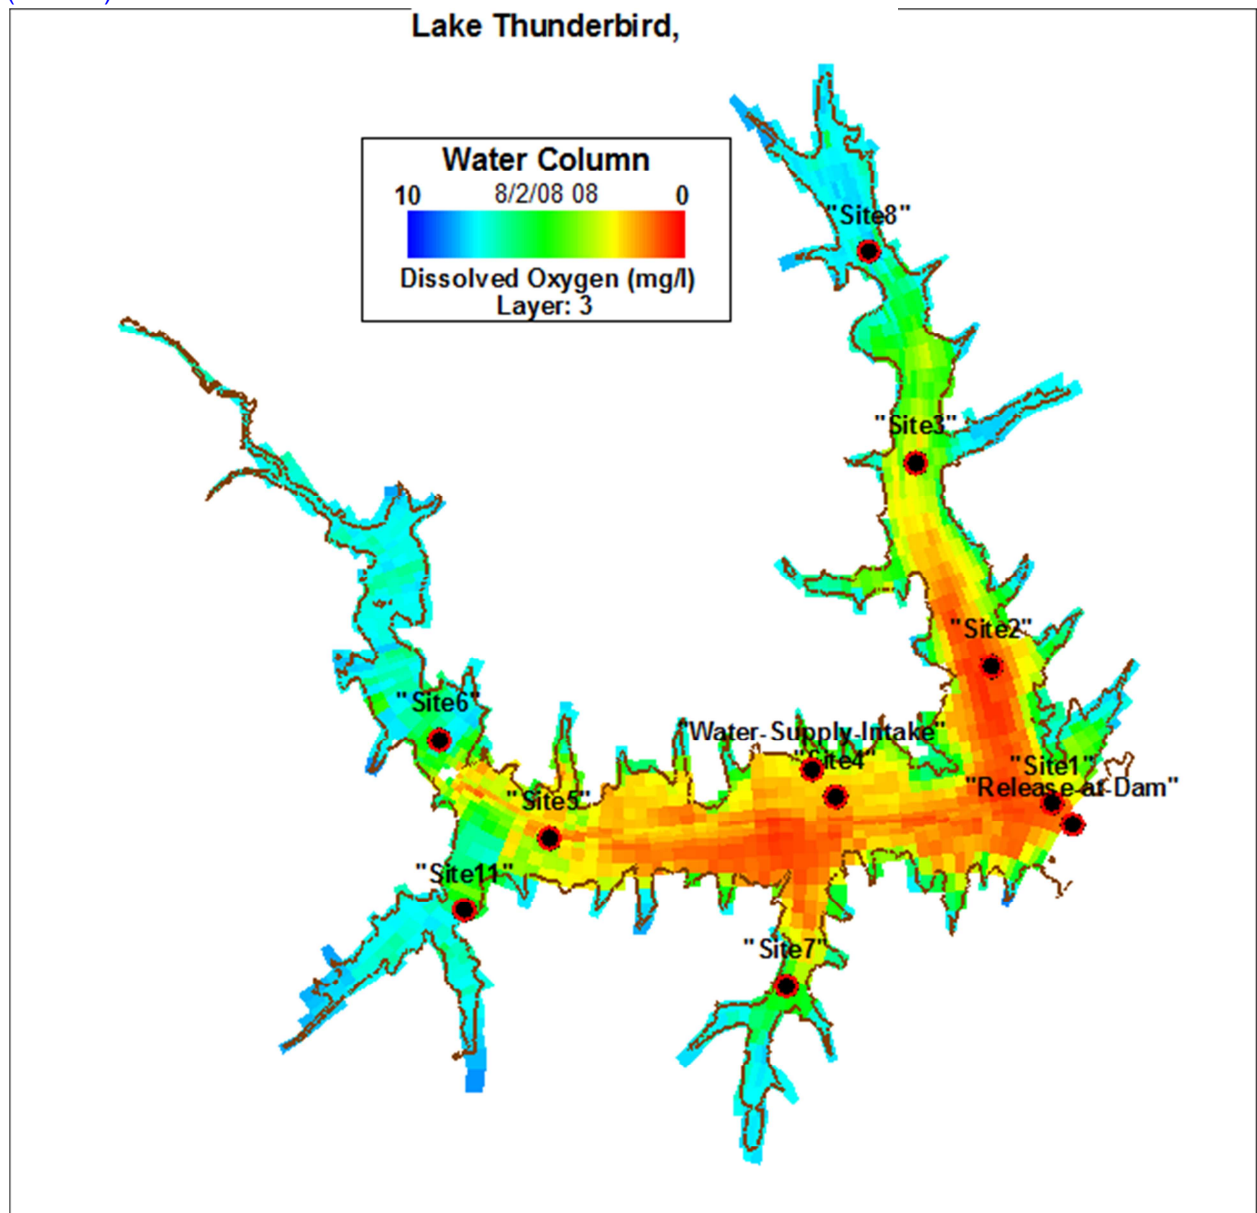 Lake Thunderbird,
Water Column
10 8/2/08 08 0
Dissolved Oxygen (mg/l)
Layer: 3
"Site8"
"Site3"
"Site2"
"Site6"
"Water-Supply-Intake"
"Site4"
"Site1"
"Release-at-Dam"
"Site5"
"Site11"
"Site7"